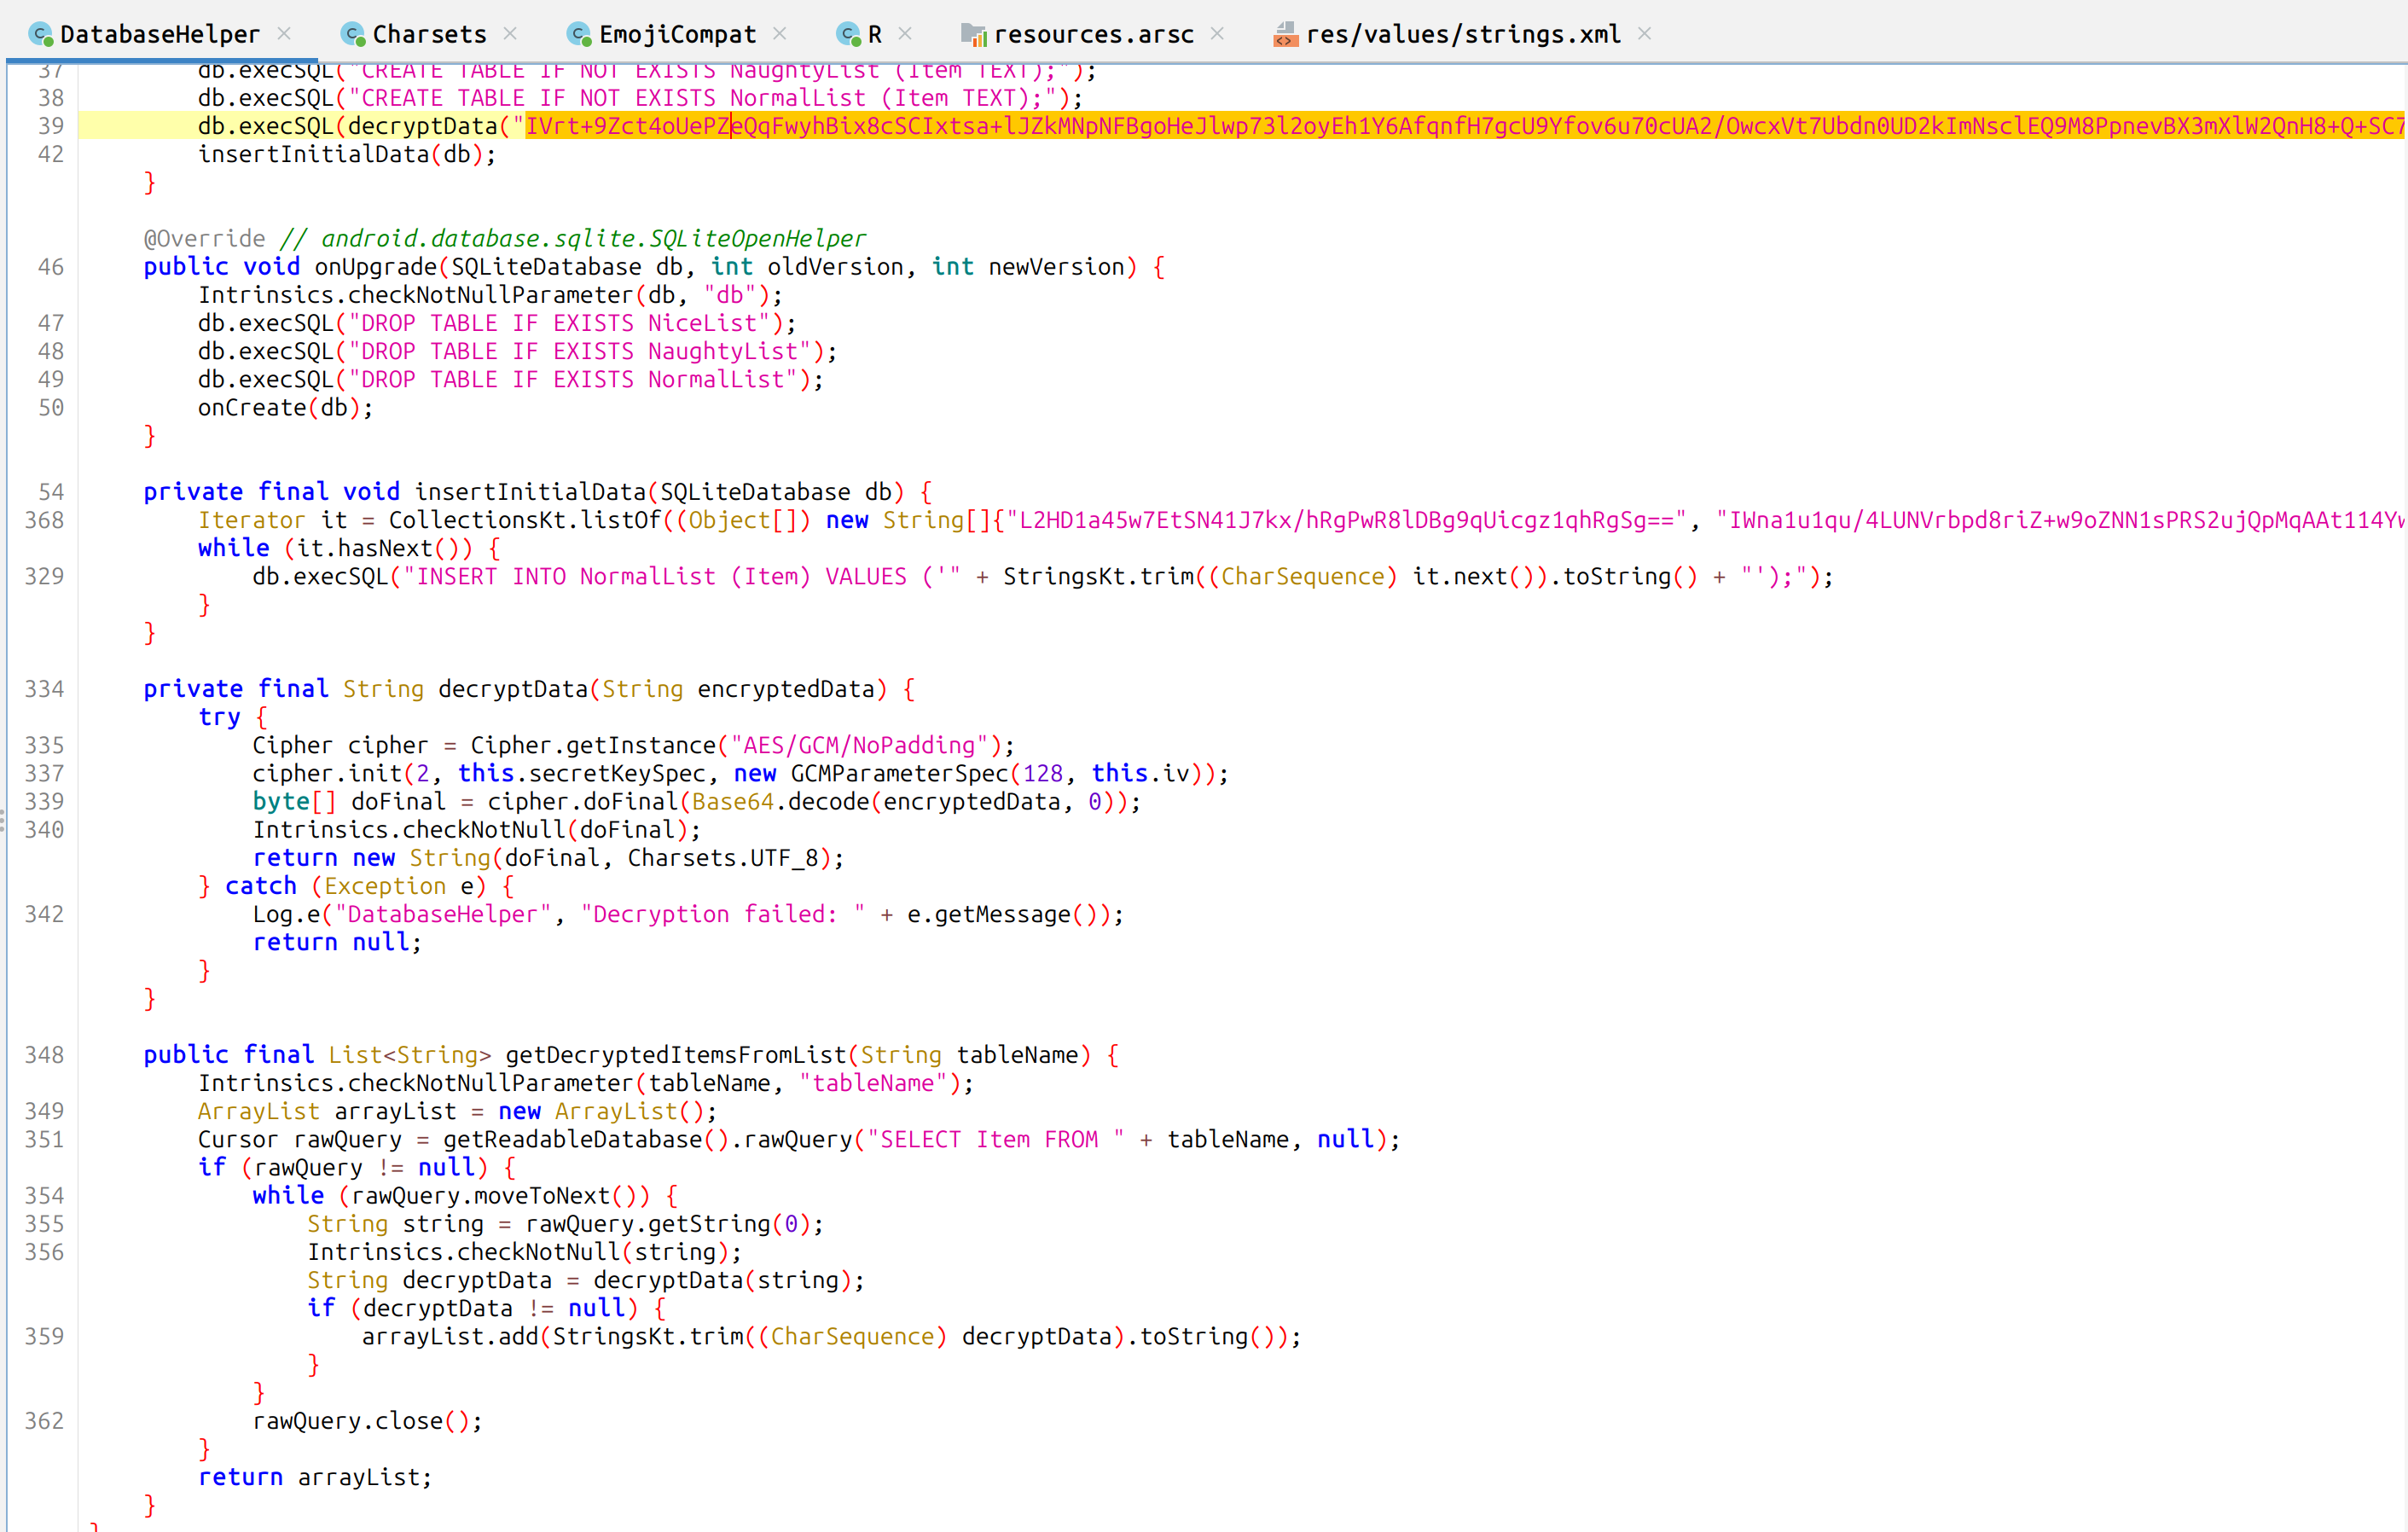 DatabaseHelper × Charsets × EmojiCompat × R × resources.arsc × res/values/strings.xml ×
37 db.execSQL("CREATE TABLE IF NOT EXISTS NaughtyList (Item TEXT);");
38 db.execSQL("CREATE TABLE IF NOT EXISTS NormalList (Item TEXT);");
39 db.execSQL(decryptData("IVrt+9Zct4oUePZeQqFwyhBix8cSCIxtsa+lJZkMNpNFBgoHeJlwp73l2oyEh1Y6AfqnfH7gcU9Yfov6u70cUA2/OwcxVt7Ubdn0UD2kImNsclEQ9M8PpnevBX3mXlW2QnH8+Q+SC7
42 insertInitialData(db);
}
@Override // android.database.sqlite.SQLiteOpenHelper
46 public void onUpgrade(SQLiteDatabase db, int oldVersion, int newVersion) {
Intrinsics.checkNotNullParameter(db, "db");
47 db.execSQL("DROP TABLE IF EXISTS NiceList");
48 db.execSQL("DROP TABLE IF EXISTS NaughtyList");
49 db.execSQL("DROP TABLE IF EXISTS NormalList");
50 onCreate(db);
}
54 private final void insertInitialData(SQLiteDatabase db) {
368 Iterator it = CollectionsKt.listOf((Object[]) new String[]{"L2HD1a45w7EtSN41J7kx/hRgPwR8lDBg9qUicgz1qhRgSg==", "IWna1u1qu/4LUNVrbpd8riZ+w9oZNN1sPRS2ujQpMqAAt114Yw
while (it.hasNext()) {
329 db.execSQL("INSERT INTO NormalList (Item) VALUES ('" + StringsKt.trim((CharSequence) it.next()).toString() + "');");
}
}
334 private final String decryptData(String encryptedData) {
try {
335 Cipher cipher = Cipher.getInstance("AES/GCM/NoPadding");
337 cipher.init(2, this.secretKeySpec, new GCMParameterSpec(128, this.iv));
339 byte[] doFinal = cipher.doFinal(Base64.decode(encryptedData, 0));
340 Intrinsics.checkNotNull(doFinal);
return new String(doFinal, Charsets.UTF_8);
} catch (Exception e) {
342 Log.e("DatabaseHelper", "Decryption failed: " + e.getMessage());
return null;
}
}
348 public final List<String> getDecryptedItemsFromList(String tableName) {
Intrinsics.checkNotNullParameter(tableName, "tableName");
349 ArrayList arrayList = new ArrayList();
351 Cursor rawQuery = getReadableDatabase().rawQuery("SELECT Item FROM " + tableName, null);
if (rawQuery != null) {
354 while (rawQuery.moveToNext()) {
355 String string = rawQuery.getString(0);
356 Intrinsics.checkNotNull(string);
String decryptData = decryptData(string);
if (decryptData != null) {
359 arrayList.add(StringsKt.trim((CharSequence) decryptData).toString());
}
}
362 rawQuery.close();
}
return arrayList;
}
}